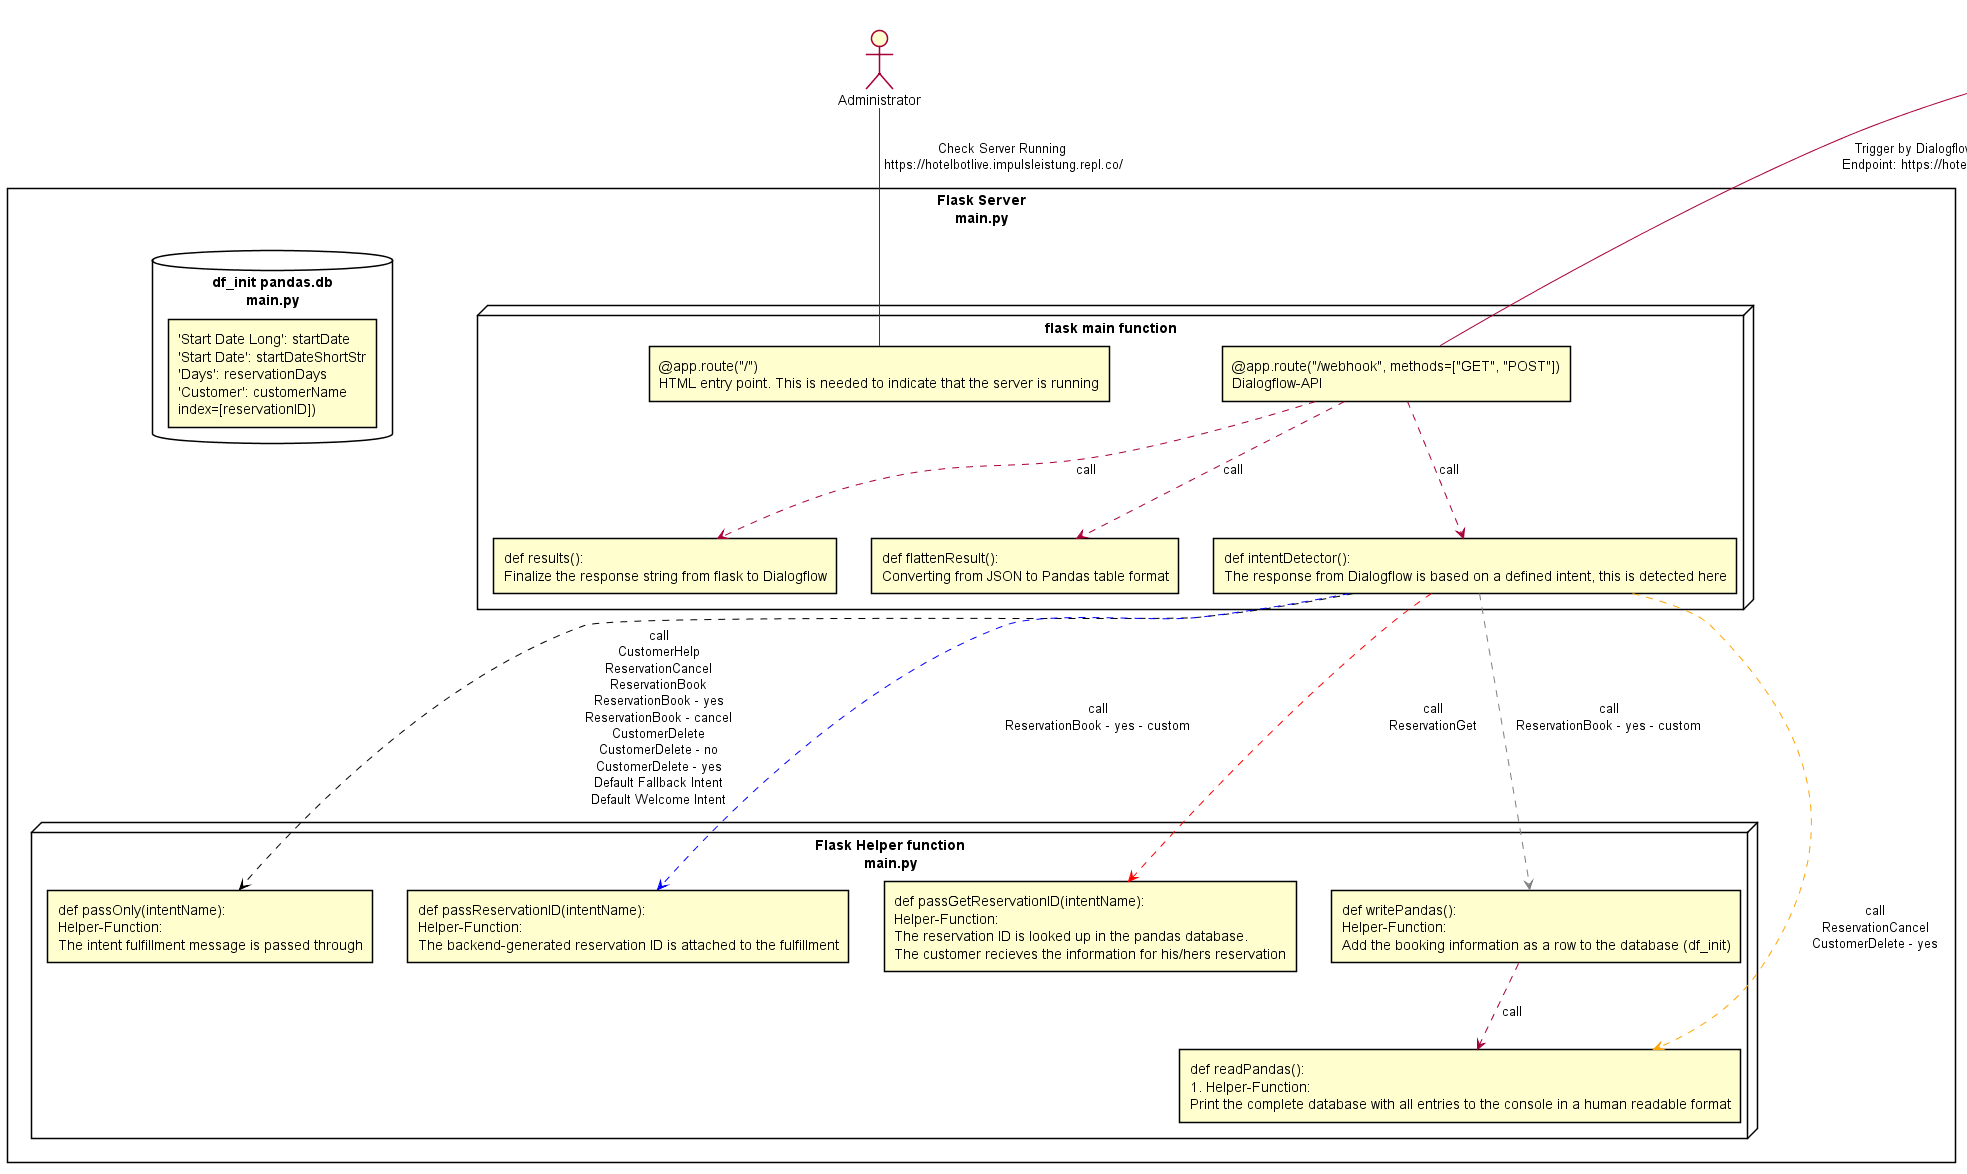 Administrator
Check Server Running
https://hotelbotlive.impulsleistung.repl.co/
Trigger by Dialogflow
Endpoint: https://hote
Flask Server
main.py
df_init pandas.db
main.py
'Start Date Long': startDate
'Start Date': startDateShortStr
'Days': reservationDays
'Customer': customerName
index=[reservationID])
flask main function
@app.route("/")
HTML entry point. This is needed to indicate that the server is running
@app.route("/webhook", methods=["GET", "POST"])
Dialogflow-API
call
call
call
def results():
Finalize the response string from flask to Dialogflow
def flattenResult():
Converting from JSON to Pandas table format
def intentDetector():
The response from Dialogflow is based on a defined intent, this is detected here
call
CustomerHelp
ReservationCancel
ReservationBook
ReservationBook - yes
ReservationBook - cancel
CustomerDelete
CustomerDelete - no
CustomerDelete - yes
Default Fallback Intent
Default Welcome Intent
call
ReservationBook - yes - custom
call
ReservationGet
call
ReservationBook - yes - custom
Flask Helper function
main.py
def passOnly(intentName):
Helper-Function:
The intent fulfillment message is passed through
def passReservationID(intentName):
Helper-Function:
The backend-generated reservation ID is attached to the fulfillment
def passGetReservationID(intentName):
Helper-Function:
The reservation ID is looked up in the pandas database.
The customer recieves the information for his/hers reservation
def writePandas():
Helper-Function:
Add the booking information as a row to the database (df_init)
call
ReservationCancel
CustomerDelete - yes
call
def readPandas():
1. Helper-Function:
Print the complete database with all entries to the console in a human readable format